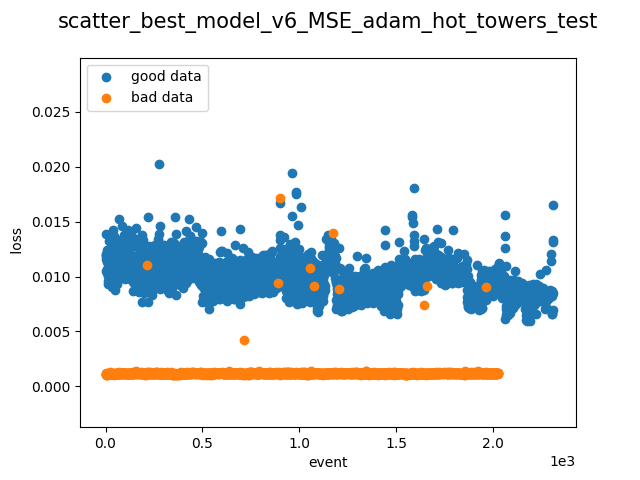 scatter_best_model_v6_MSE_adam_hot_towers_test
good data
bad data
0.025
0.020
0.015
0.010
0.005
0.000
loss
0.0
0.5
1.0
1.5
2.0
1e3
event